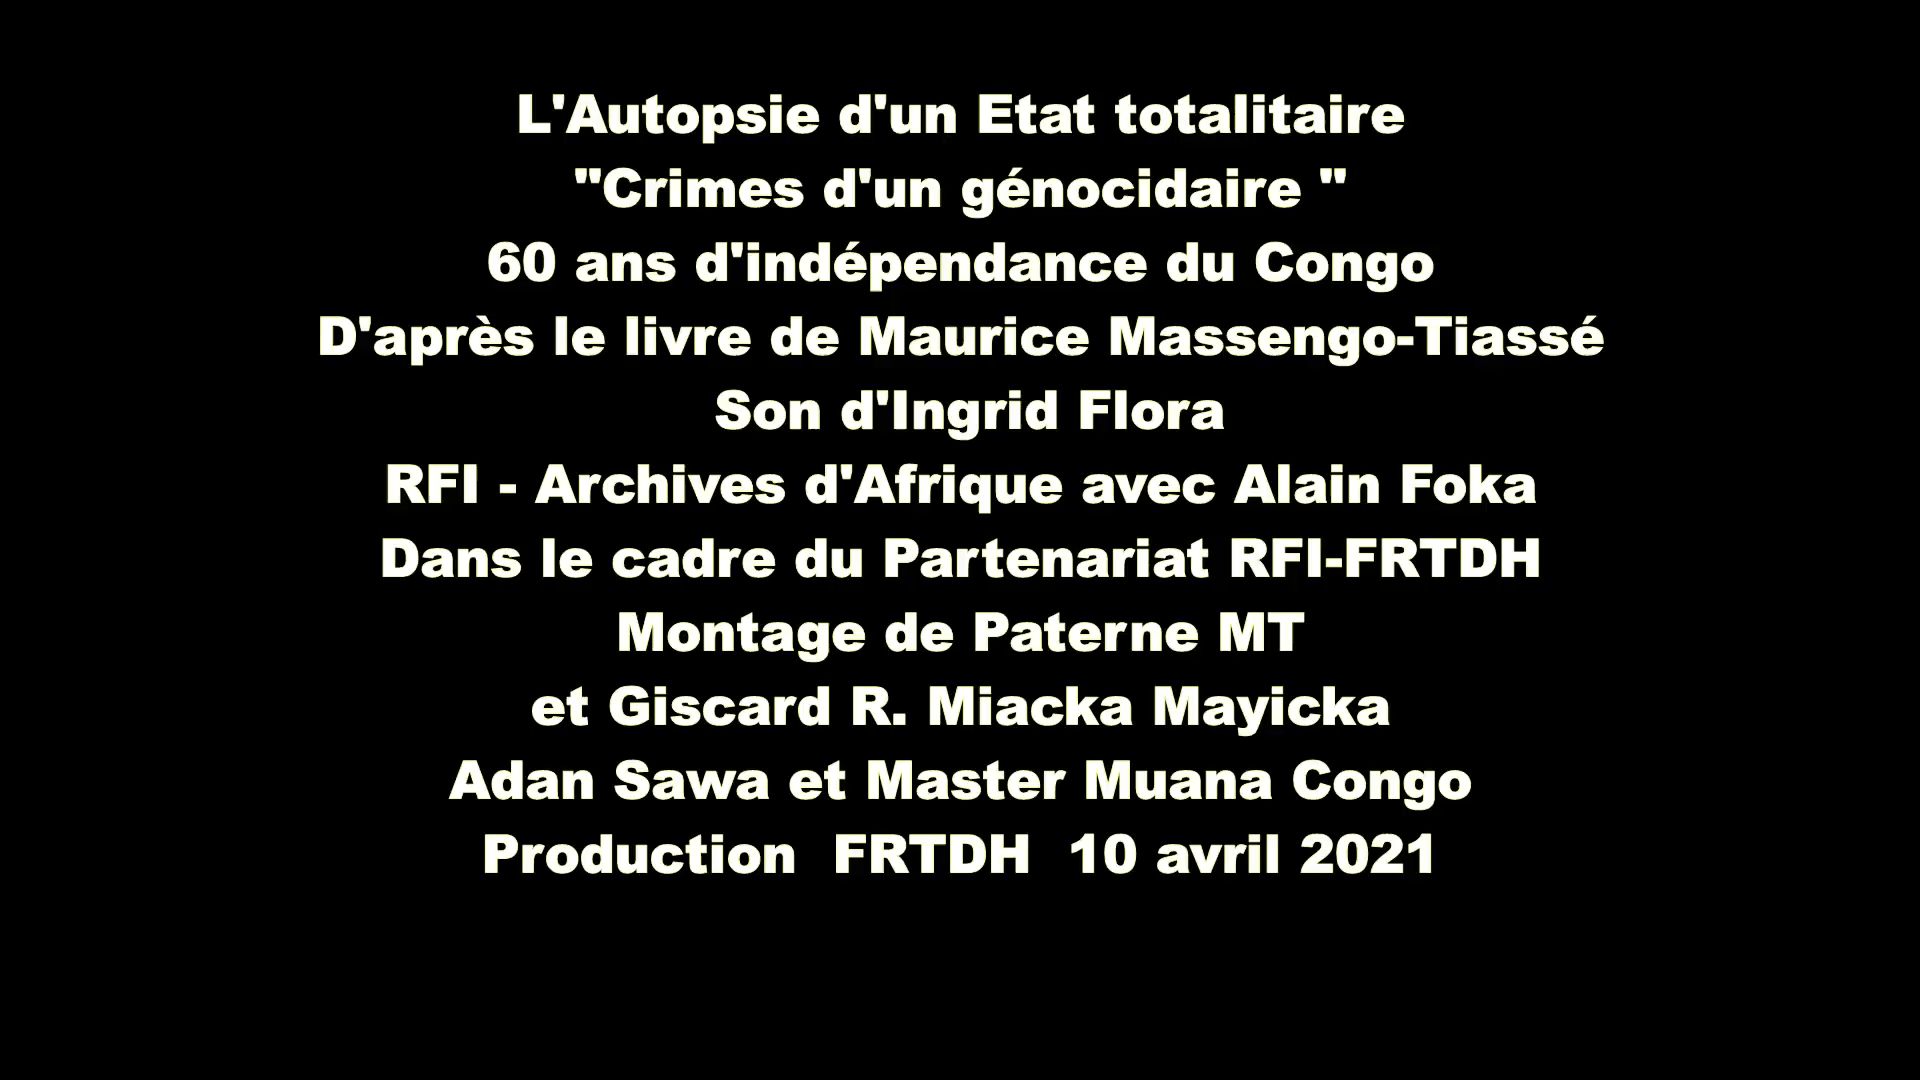 L'Autopsie d'un Etat totalitaire
"Crimes d'un génocidaire "
60 ans d'indépendance du Congo
D'après le livre de Maurice Massengo-Tiassé
Son d'Ingrid Flora
RFI - Archives d'Afrique avec Alain Foka
Dans le cadre du Partenariat RFI-FRTDH
Montage de Paterne MT
et Giscard R. Miacka Mayicka
Adan Sawa et Master Muana Congo
Production  FRTDH  10 avril 2021